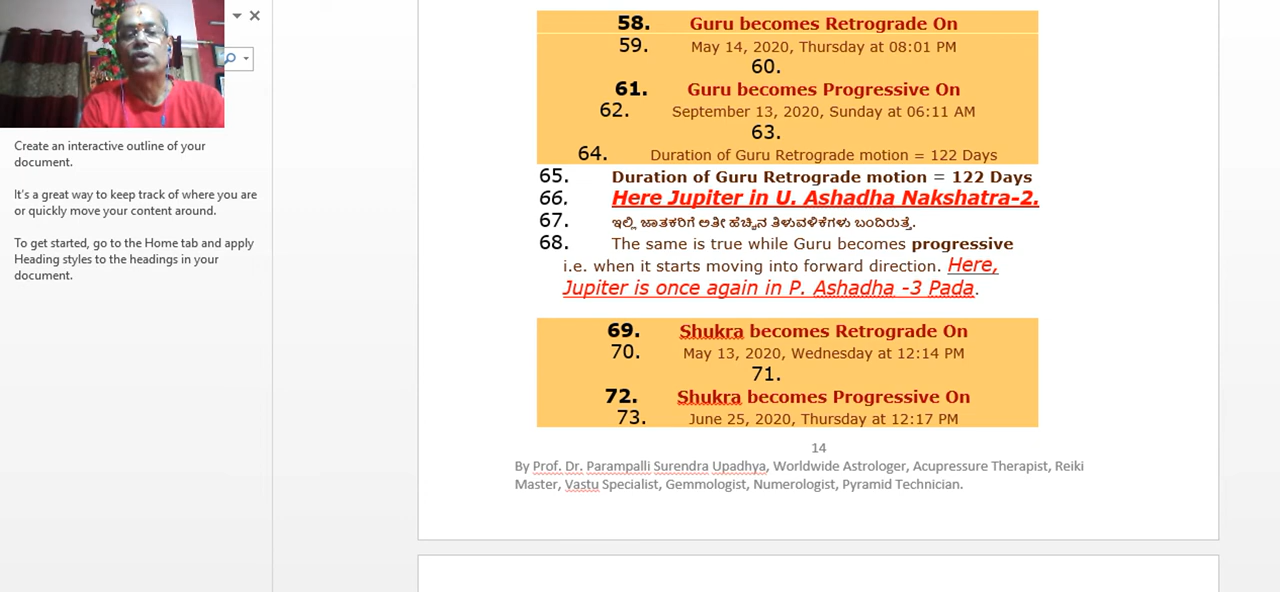 Create an interactive outline of your
document.
It's a great way to keep track of where you are
or quickly move your content around.
To get started, go to the Home tab and apply
Heading styles to the headings in your
document.
58. Guru becomes Retrograde On
59. May 14, 2020, Thursday at 08:01 PM
60.
61. Guru becomes Progressive On
62. September 13, 2020, Sunday at 06:11 AM
63.
64. Duration of Guru Retrograde motion = 122 Days
65. Duration of Guru Retrograde motion = 122 Days
66. Here Jupiter in U. Ashadha Nakshatra-2.
67. ಇಲ್ಲಿ ಜಾತಕರಿಗೆ ಅತೀ ಹೆಚ್ಚಿನ ತಿಳುವಳಿಕೆಗಳು ಬಂದಿರುತ್ತೆ.
68. The same is true while Guru becomes progressive
i.e. when it starts moving into forward direction. Here,
Jupiter is once again in P. Ashadha -3 Pada.
69. Shukra becomes Retrograde On
70. May 13, 2020, Wednesday at 12:14 PM
71.
72. Shukra becomes Progressive On
73. June 25, 2020, Thursday at 12:17 PM
14
By Prof. Dr. Parampalli Surendra Upadhya, Worldwide Astrologer, Acupressure Therapist, Reiki
Master, Vastu Specialist, Gemmologist, Numerologist, Pyramid Technician.